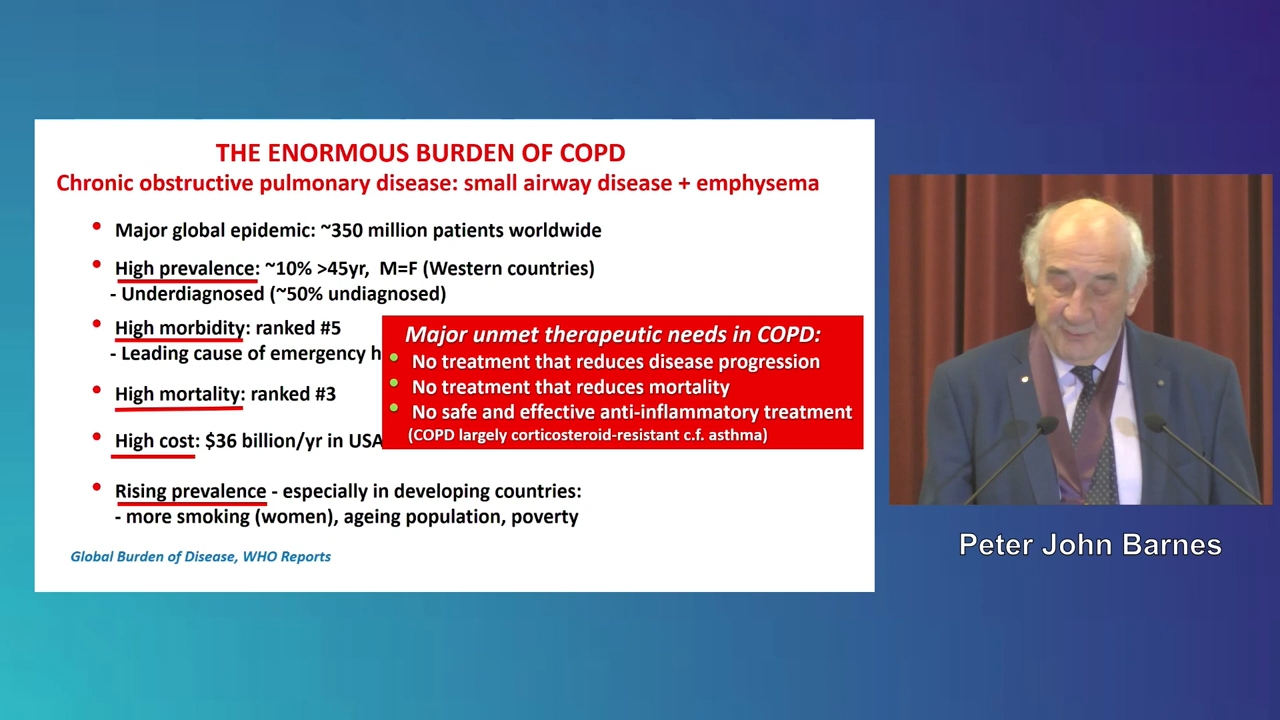 THE ENORMOUS BURDEN OF COPD
Chronic obstructive pulmonary disease: small airway disease + emphysema
• Major global epidemic: ~350 million patients worldwide
• High prevalence: ~10% >45yr, M=F (Western countries)
- Underdiagnosed (~50% undiagnosed)
• High morbidity: ranked #5
- Leading cause of emergency h
• High mortality: ranked #3
• High cost: $36 billion/yr in USA
Major unmet therapeutic needs in COPD:
• No treatment that reduces disease progression
• No treatment that reduces mortality
• No safe and effective anti-inflammatory treatment
(COPD largely corticosteroid-resistant c.f. asthma)
• Rising prevalence - especially in developing countries:
- more smoking (women), ageing population, poverty
Global Burden of Disease, WHO Reports
Peter John Barnes